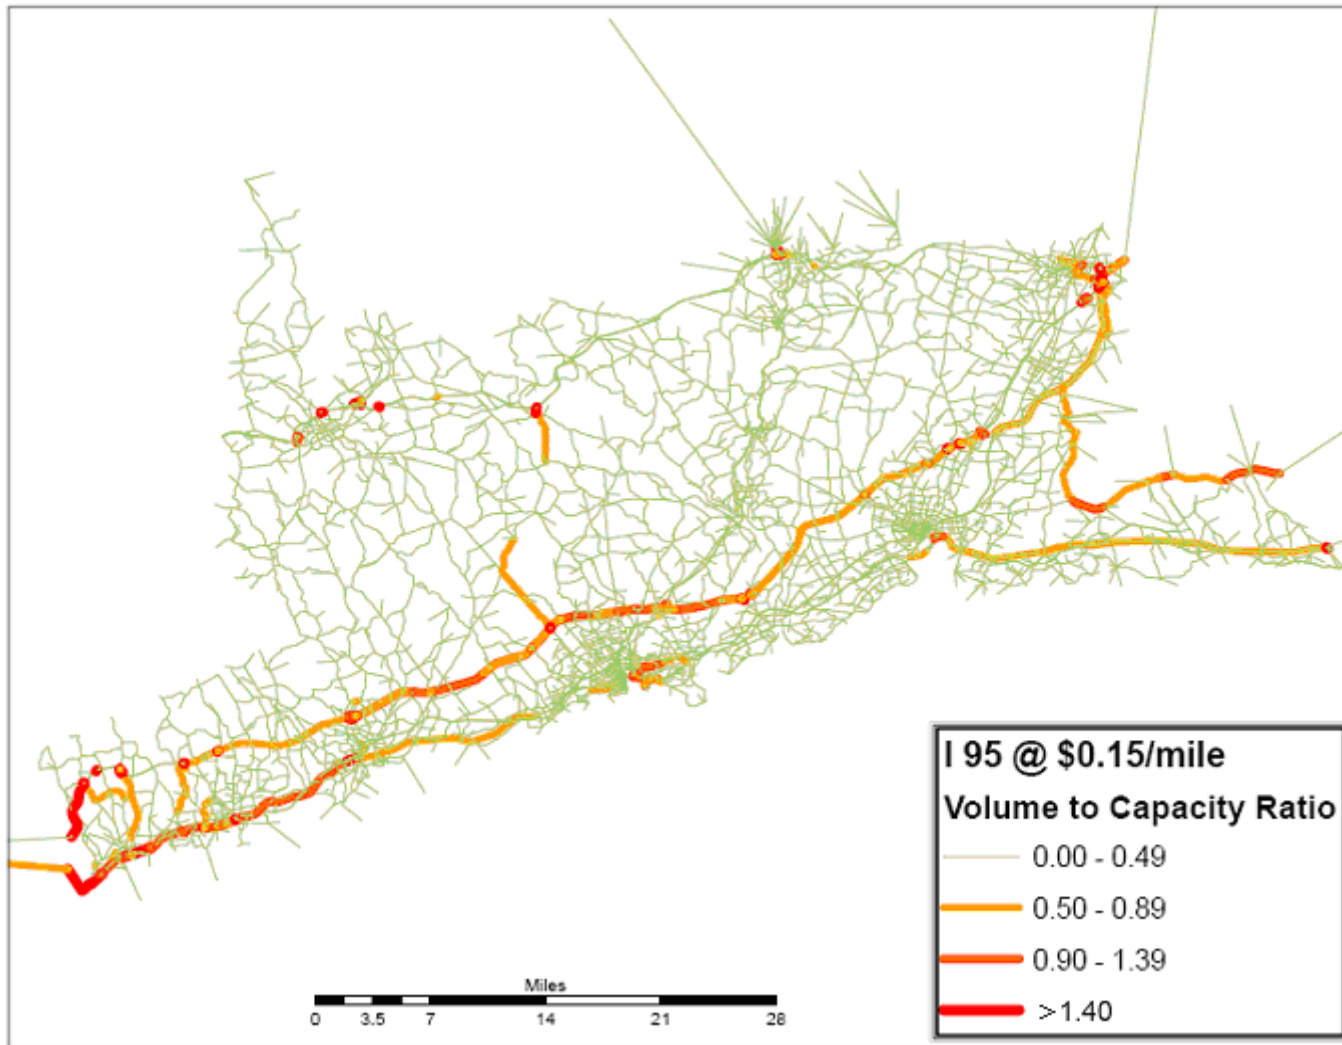 I 95 @ $0.15/mile
Volume to Capacity Ratio
0.00 - 0.49
0.50 - 0.89
0.90 - 1.39
>1.40
Miles
0 3.5 7 14 21 28